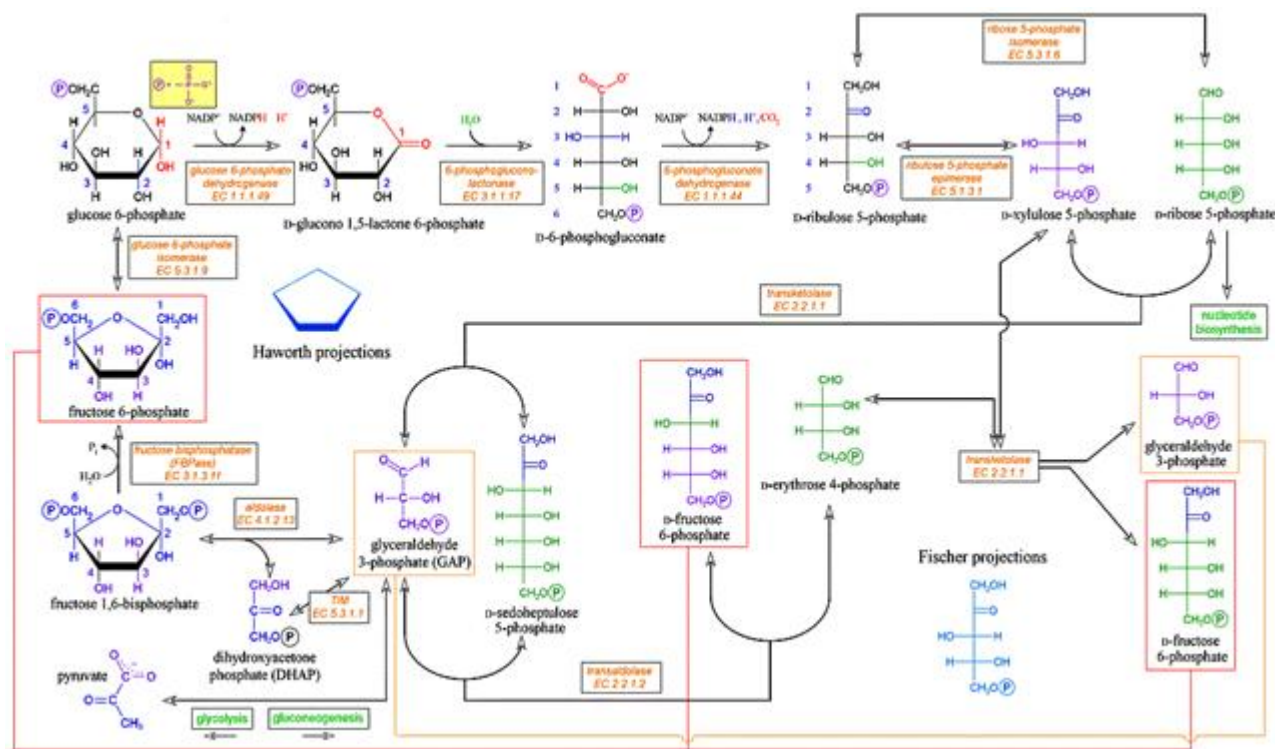 ribose 5-phosphate
isomerase
EC 5.3.1.6
NADP⁺ NADPH H⁺
H₂O
NADP⁺ NADPH, H⁺, CO₂
glucose 6-phosphate
dehydrogenase
EC 1.1.1.49
6-phosphoglucono-
lactonase
EC 3.1.1.17
6-phosphogluconate
dehydrogenase
EC 1.1.1.44
ribulose 5-phosphate
epimerase
EC 5.1.3.1
glucose 6-phosphate
D-glucono 1,5-lactone 6-phosphate
D-6-phosphogluconate
D-ribulose 5-phosphate
D-xylulose 5-phosphate
D-ribose 5-phosphate
glucose 6-phosphate
isomerase
EC 5.3.1.9
transketolase
EC 2.2.1.1
nucleotide
biosynthesis
Haworth projections
fructose 6-phosphate
Pᵢ
H₂O
fructose bisphosphatase
(FBPase)
EC 3.1.3.11
aldolase
EC 4.1.2.13
fructose 1,6-bisphosphate
glyceraldehyde
3-phosphate (GAP)
TIM
EC 5.3.1.1
D-sedoheptulose
5-phosphate
D-fructose
6-phosphate
D-erythrose 4-phosphate
transketolase
EC 2.2.1.1
glyceraldehyde
3-phosphate
Fischer projections
D-fructose
6-phosphate
dihydroxyacetone
phosphate (DHAP)
transaldolase
EC 2.2.1.2
pyruvate
glycolysis
gluconeogenesis